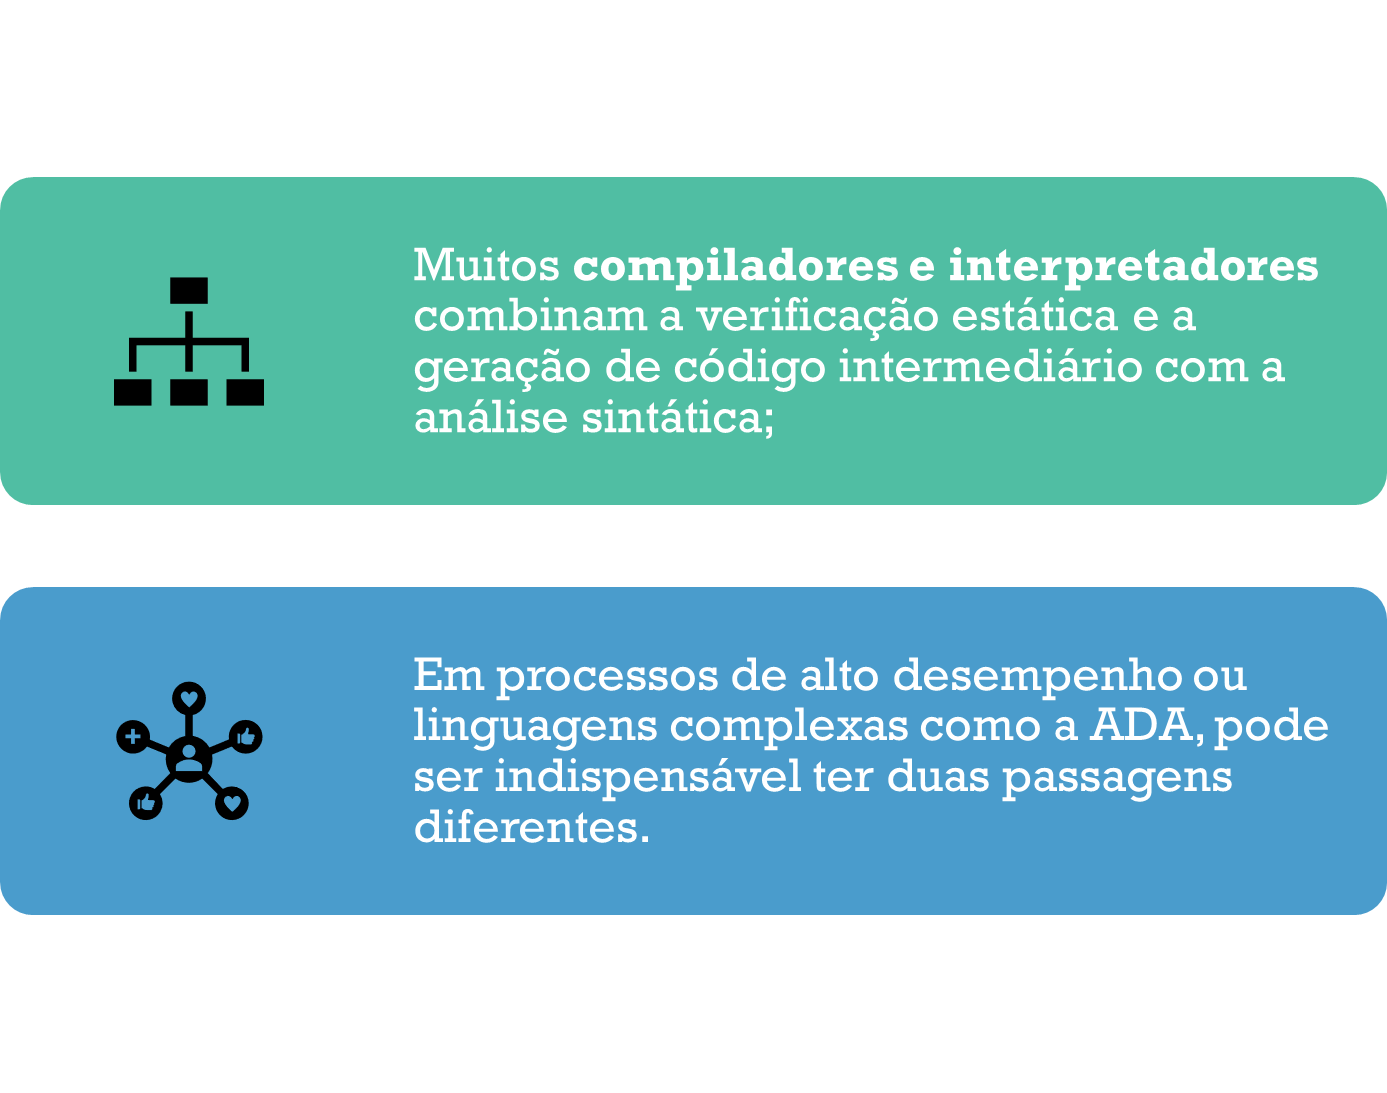 Muitos compiladores e interpretadores
combinam a verificação estática e a
geração de código intermediário com a
análise sintática;
Em processos de alto desempenho ou
linguagens complexas como a ADA, pode
ser indispensável ter duas passagens
diferentes.